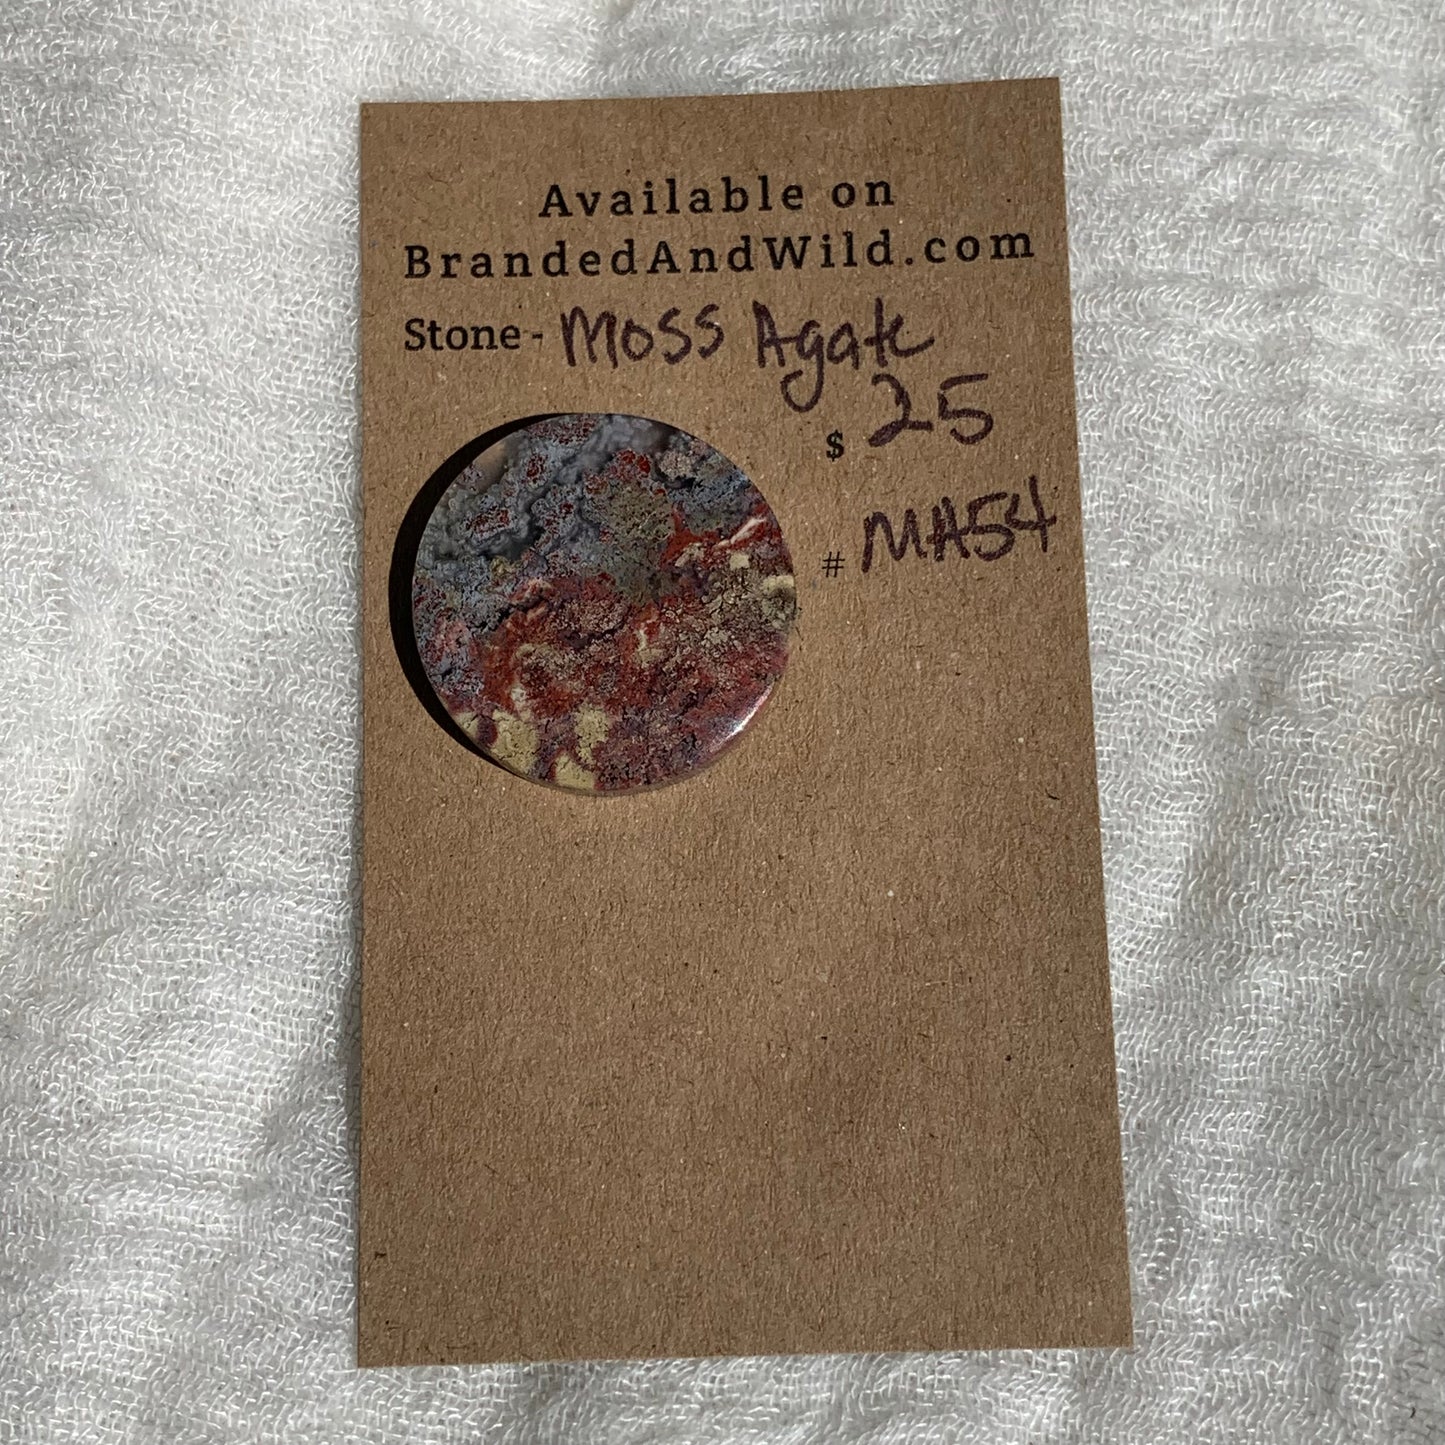 Available on
BrandedAndWild.com
Stone - Moss Agate
$ 25
# MA54